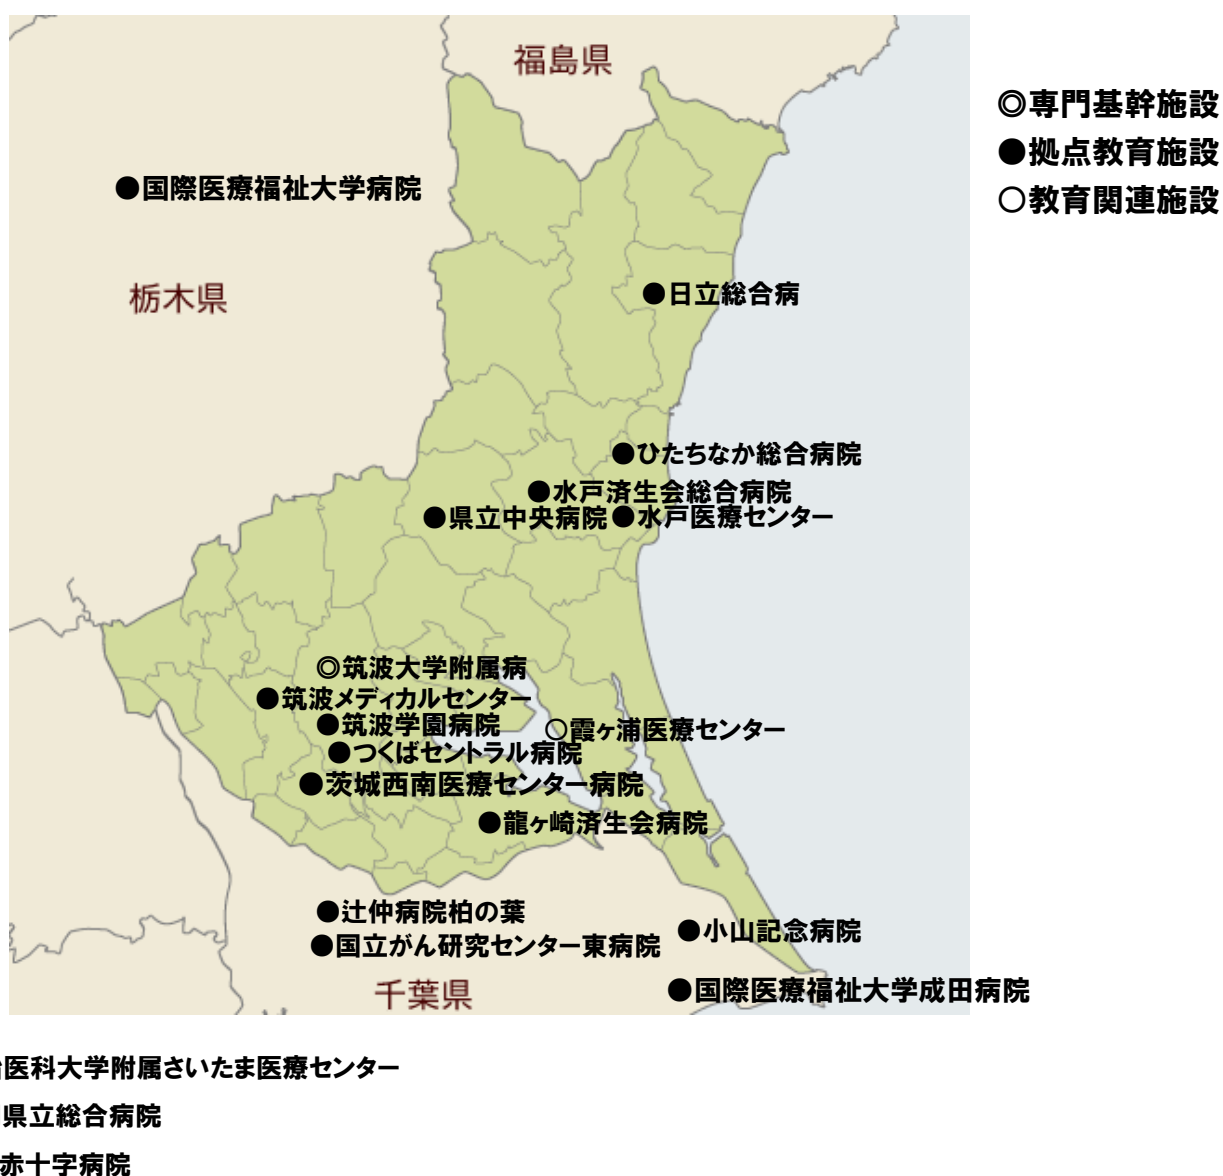 福島県
◎専門基幹施設
●拠点教育施設
○教育関連施設
●国際医療福祉大学病院
栃木県
●日立総合病
●ひたちなか総合病院
●水戸済生会総合病院
●県立中央病院●水戸医療センター
◎筑波大学附属病
●筑波メディカルセンター
●筑波学園病院
○霞ヶ浦医療センター
●つくばセントラル病院
●茨城西南医療センター病院
●龍ヶ崎済生会病院
●辻仲病院柏の葉
●小山記念病院
●国立がん研究センター東病院
千葉県
●国際医療福祉大学成田病院
医科大学附属さいたま医療センター
県立総合病院
赤十字病院